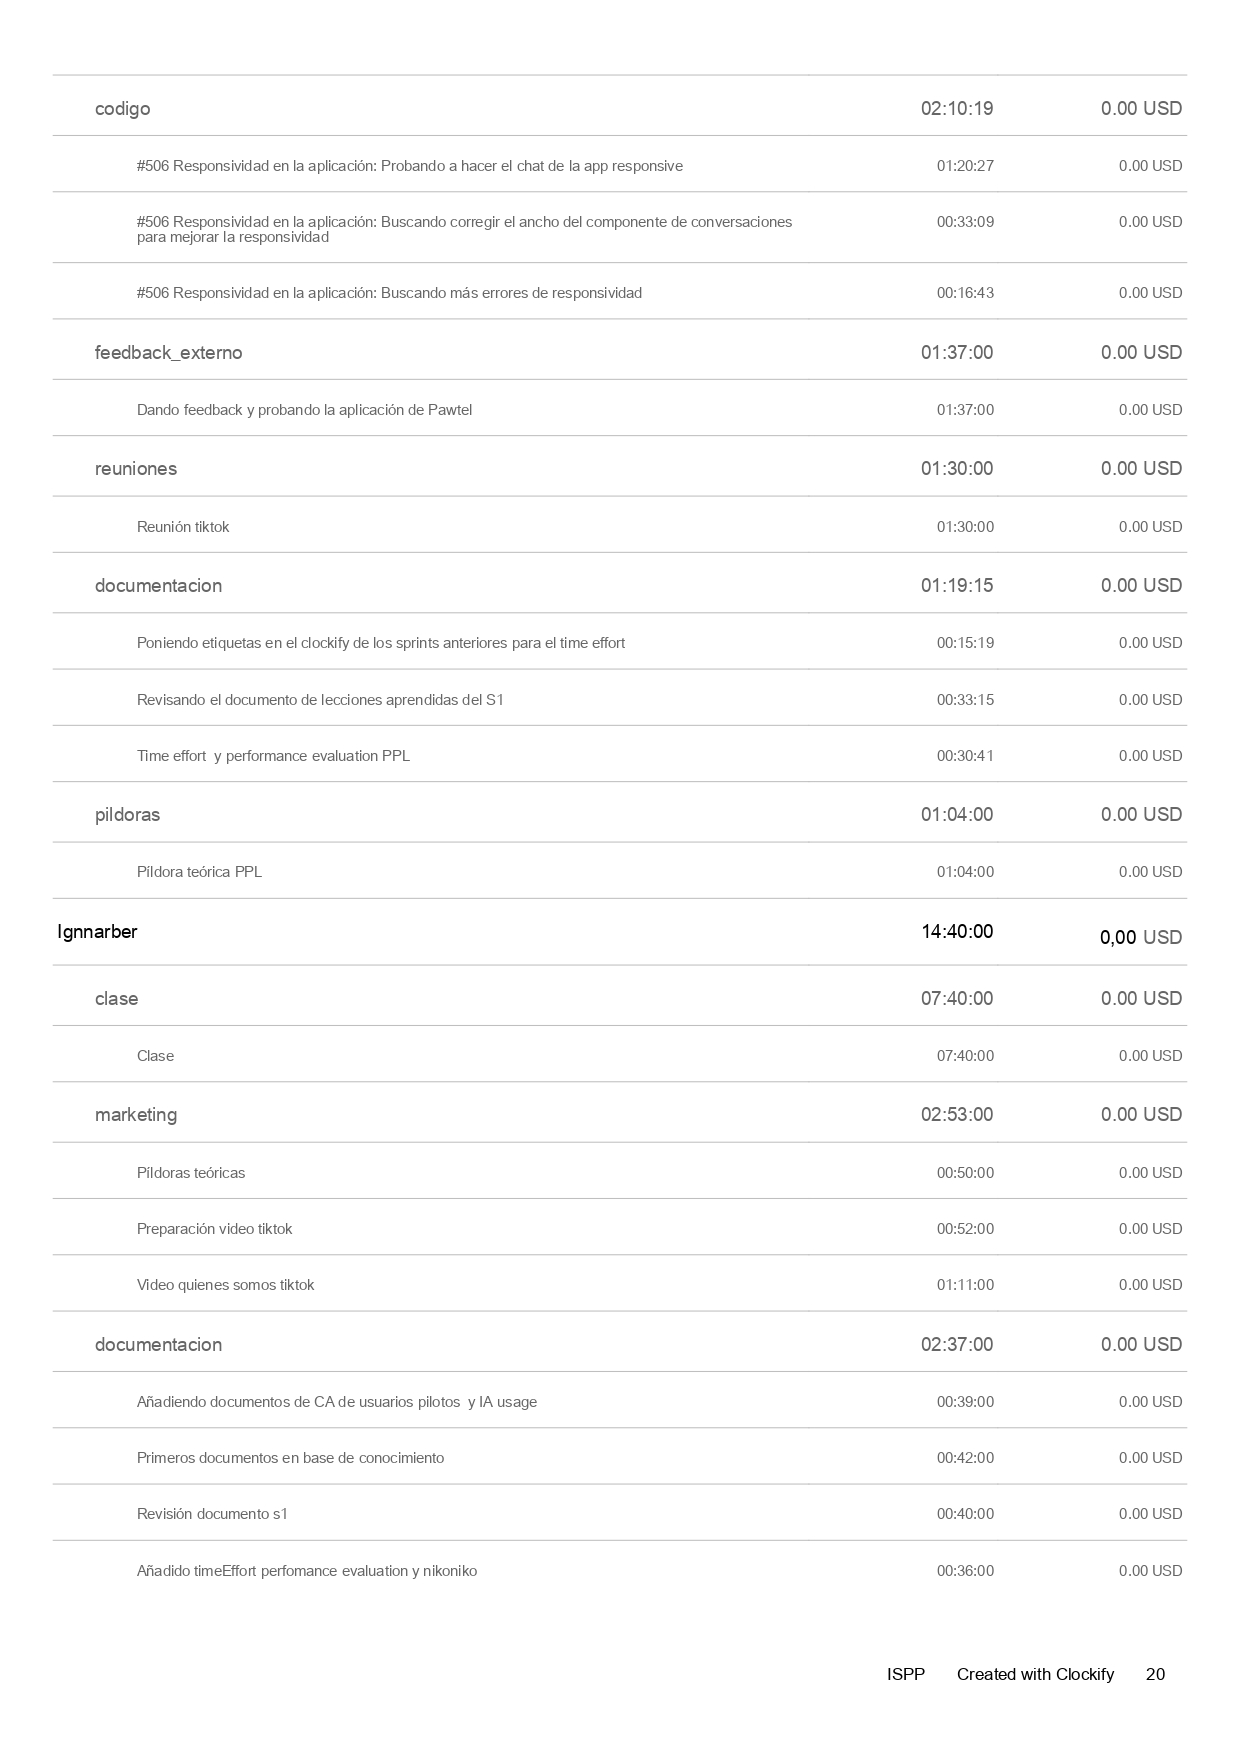 codigo 02:10:19 0.00 USD
#506 Responsividad en la aplicación: Probando a hacer el chat de la app responsive 01:20:27 0.00 USD
#506 Responsividad en la aplicación: Buscando corregir el ancho del componente de conversaciones 00:33:09 0.00 USD
para mejorar la responsividad
#506 Responsividad en la aplicación: Buscando más errores de responsividad 00:16:43 0.00 USD
feedback_externo 01:37:00 0.00 USD
Dando feedback y probando la aplicación de Pawtel 01:37:00 0.00 USD
reuniones 01:30:00 0.00 USD
Reunión tiktok 01:30:00 0.00 USD
documentacion 01:19:15 0.00 USD
Poniendo etiquetas en el clockify de los sprints anteriores para el time effort 00:15:19 0.00 USD
Revisando el documento de lecciones aprendidas del S1 00:33:15 0.00 USD
Time effort y performance evaluation PPL 00:30:41 0.00 USD
pildoras 01:04:00 0.00 USD
Píldora teórica PPL 01:04:00 0.00 USD
Ignnarber 14:40:00 0,00 USD
clase 07:40:00 0.00 USD
Clase 07:40:00 0.00 USD
marketing 02:53:00 0.00 USD
Píldoras teóricas 00:50:00 0.00 USD
Preparación video tiktok 00:52:00 0.00 USD
Video quienes somos tiktok 01:11:00 0.00 USD
documentacion 02:37:00 0.00 USD
Añadiendo documentos de CA de usuarios pilotos y IA usage 00:39:00 0.00 USD
Primeros documentos en base de conocimiento 00:42:00 0.00 USD
Revisión documento s1 00:40:00 0.00 USD
Añadido timeEffort perfomance evaluation y nikoniko 00:36:00 0.00 USD
ISPP Created with Clockify 20